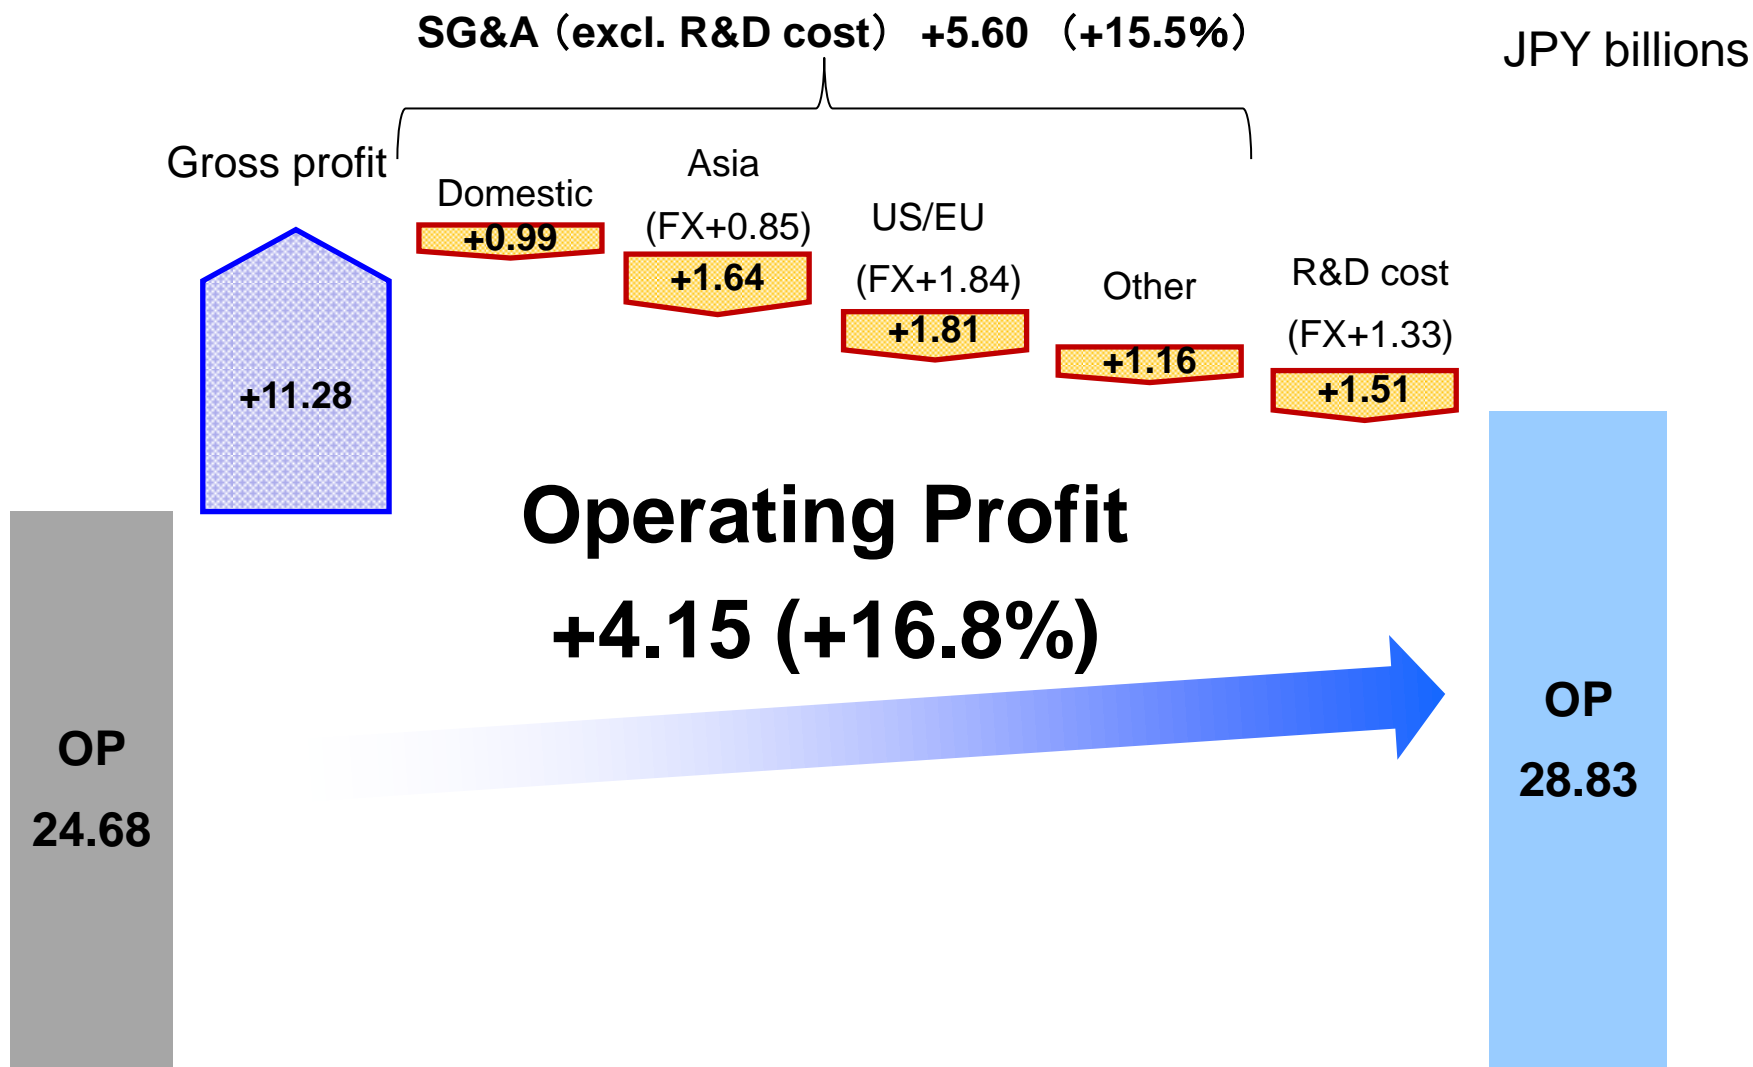 SG&A（excl. R&D cost） +5.60 （+15.5%）
JPY billions
Gross profit
+11.28
Domestic
+0.99
Asia
(FX+0.85)
+1.64
US/EU
(FX+1.84)
+1.81
Other
+1.16
R&D cost
(FX+1.33)
+1.51
Operating Profit
+4.15 (+16.8%)
OP
24.68
OP
28.83